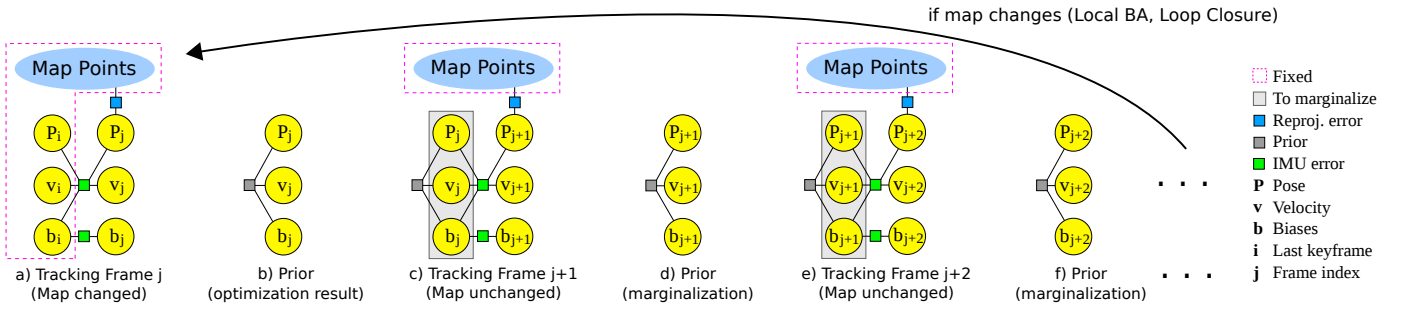 if map changes (Local BA, Loop Closure)
Map Points
Pi
Pj
vi
vj
bi
bj
a) Tracking Frame j
(Map changed)
Pj
vj
bj
b) Prior
(optimization result)
Map Points
Pj
Pj+1
vj
vj+1
bj
bj+1
c) Tracking Frame j+1
(Map unchanged)
Pj+1
vj+1
bj+1
d) Prior
(marginalization)
Map Points
Pj+1
Pj+2
vj+1
vj+2
bj+1
bj+2
e) Tracking Frame j+2
(Map unchanged)
Pj+2
vj+2
bj+2
f) Prior
(marginalization)
. . .
. . .
Fixed
To marginalize
Reproj. error
Prior
IMU error
P Pose
v Velocity
b Biases
i Last keyframe
j Frame index